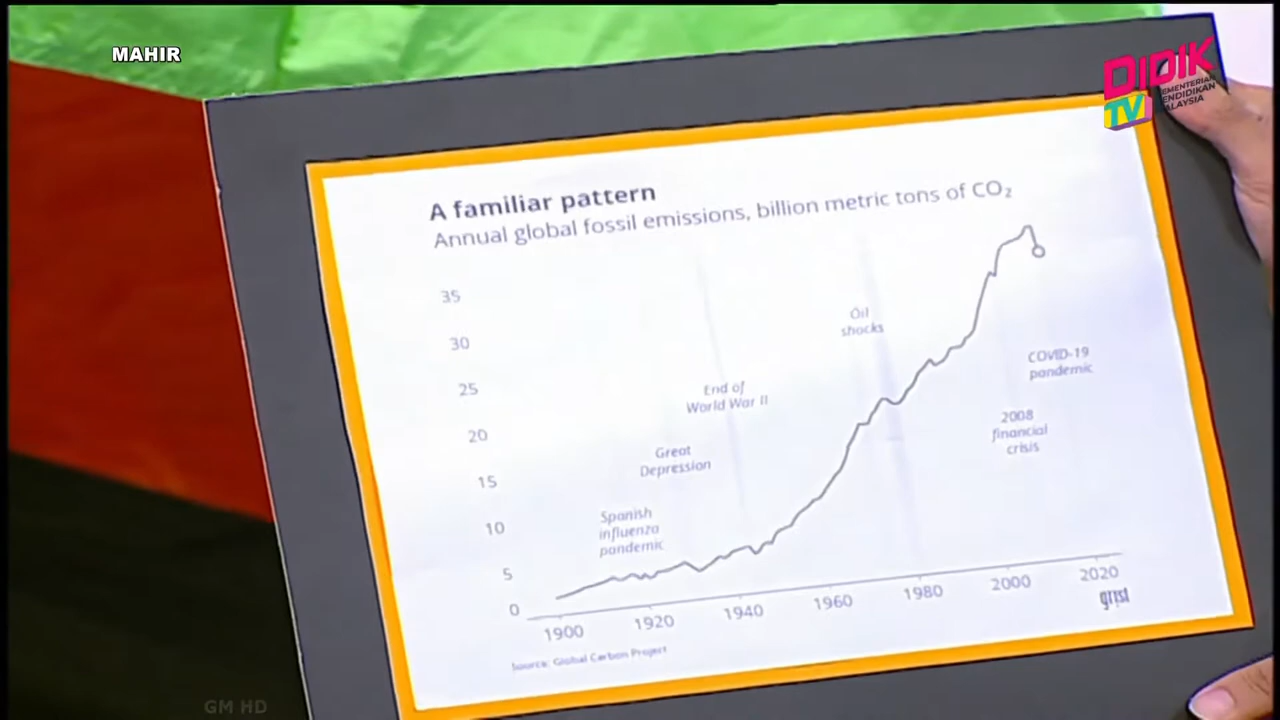 MAHIR
DIDIK
TV
KEMENTERIAN
PENDIDIKAN
MALAYSIA
A familiar pattern
Annual global fossil emissions, billion metric tons of CO₂
35
30
25
20
15
10
5
0
Oil
shocks
End of
World War II
Great
Depression
Spanish
influenza
pandemic
COVID-19
pandemic
2008
financial
crisis
1900
1920
1940
1960
1980
2000
2020
grist
Source: Global Carbon Project
GM HD